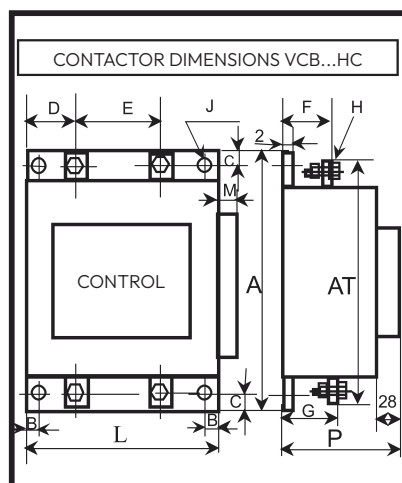 CONTACTOR DIMENSIONS VCB...HC
D E J F H
2
C
M
CONTROL
A AT
C
G 28
B B
L P